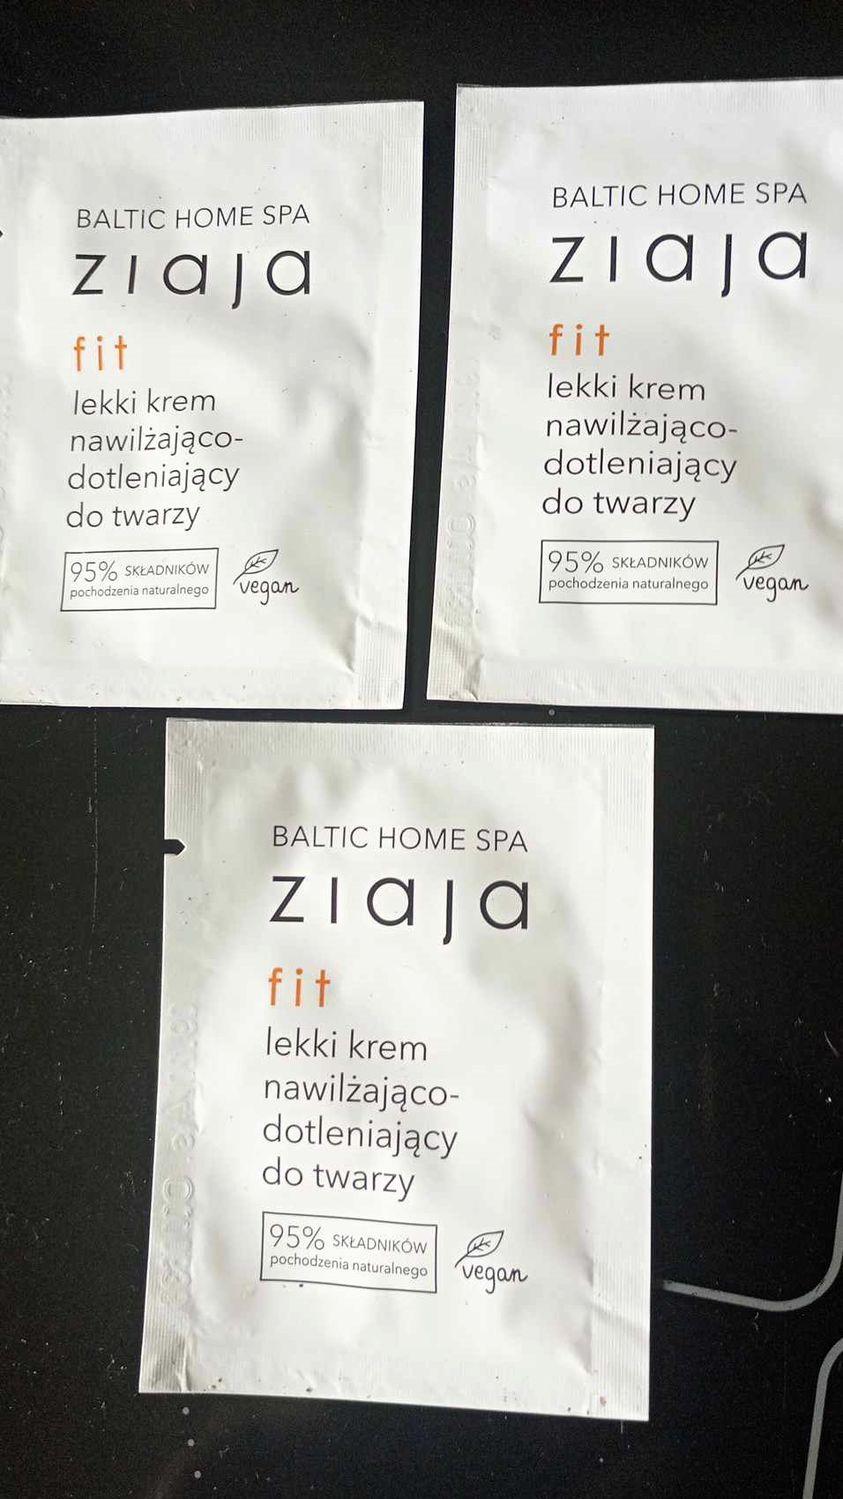 BALTIC HOME SPA
ziaja
fit
lekki krem
nawilżająco-
dotleniający
do twarzy
95% SKŁADNIKÓW
pochodzenia naturalnego
vegan
BALTIC HOME SPA
ziaja
fit
lekki krem
nawilżająco-
dotleniający
do twarzy
95% SKŁADNIKÓW
pochodzenia naturalnego
vegan
BALTIC HOME SPA
ziaja
fit
lekki krem
nawilżająco-
dotleniający
do twarzy
95% SKŁADNIKÓW
pochodzenia naturalnego
vegan